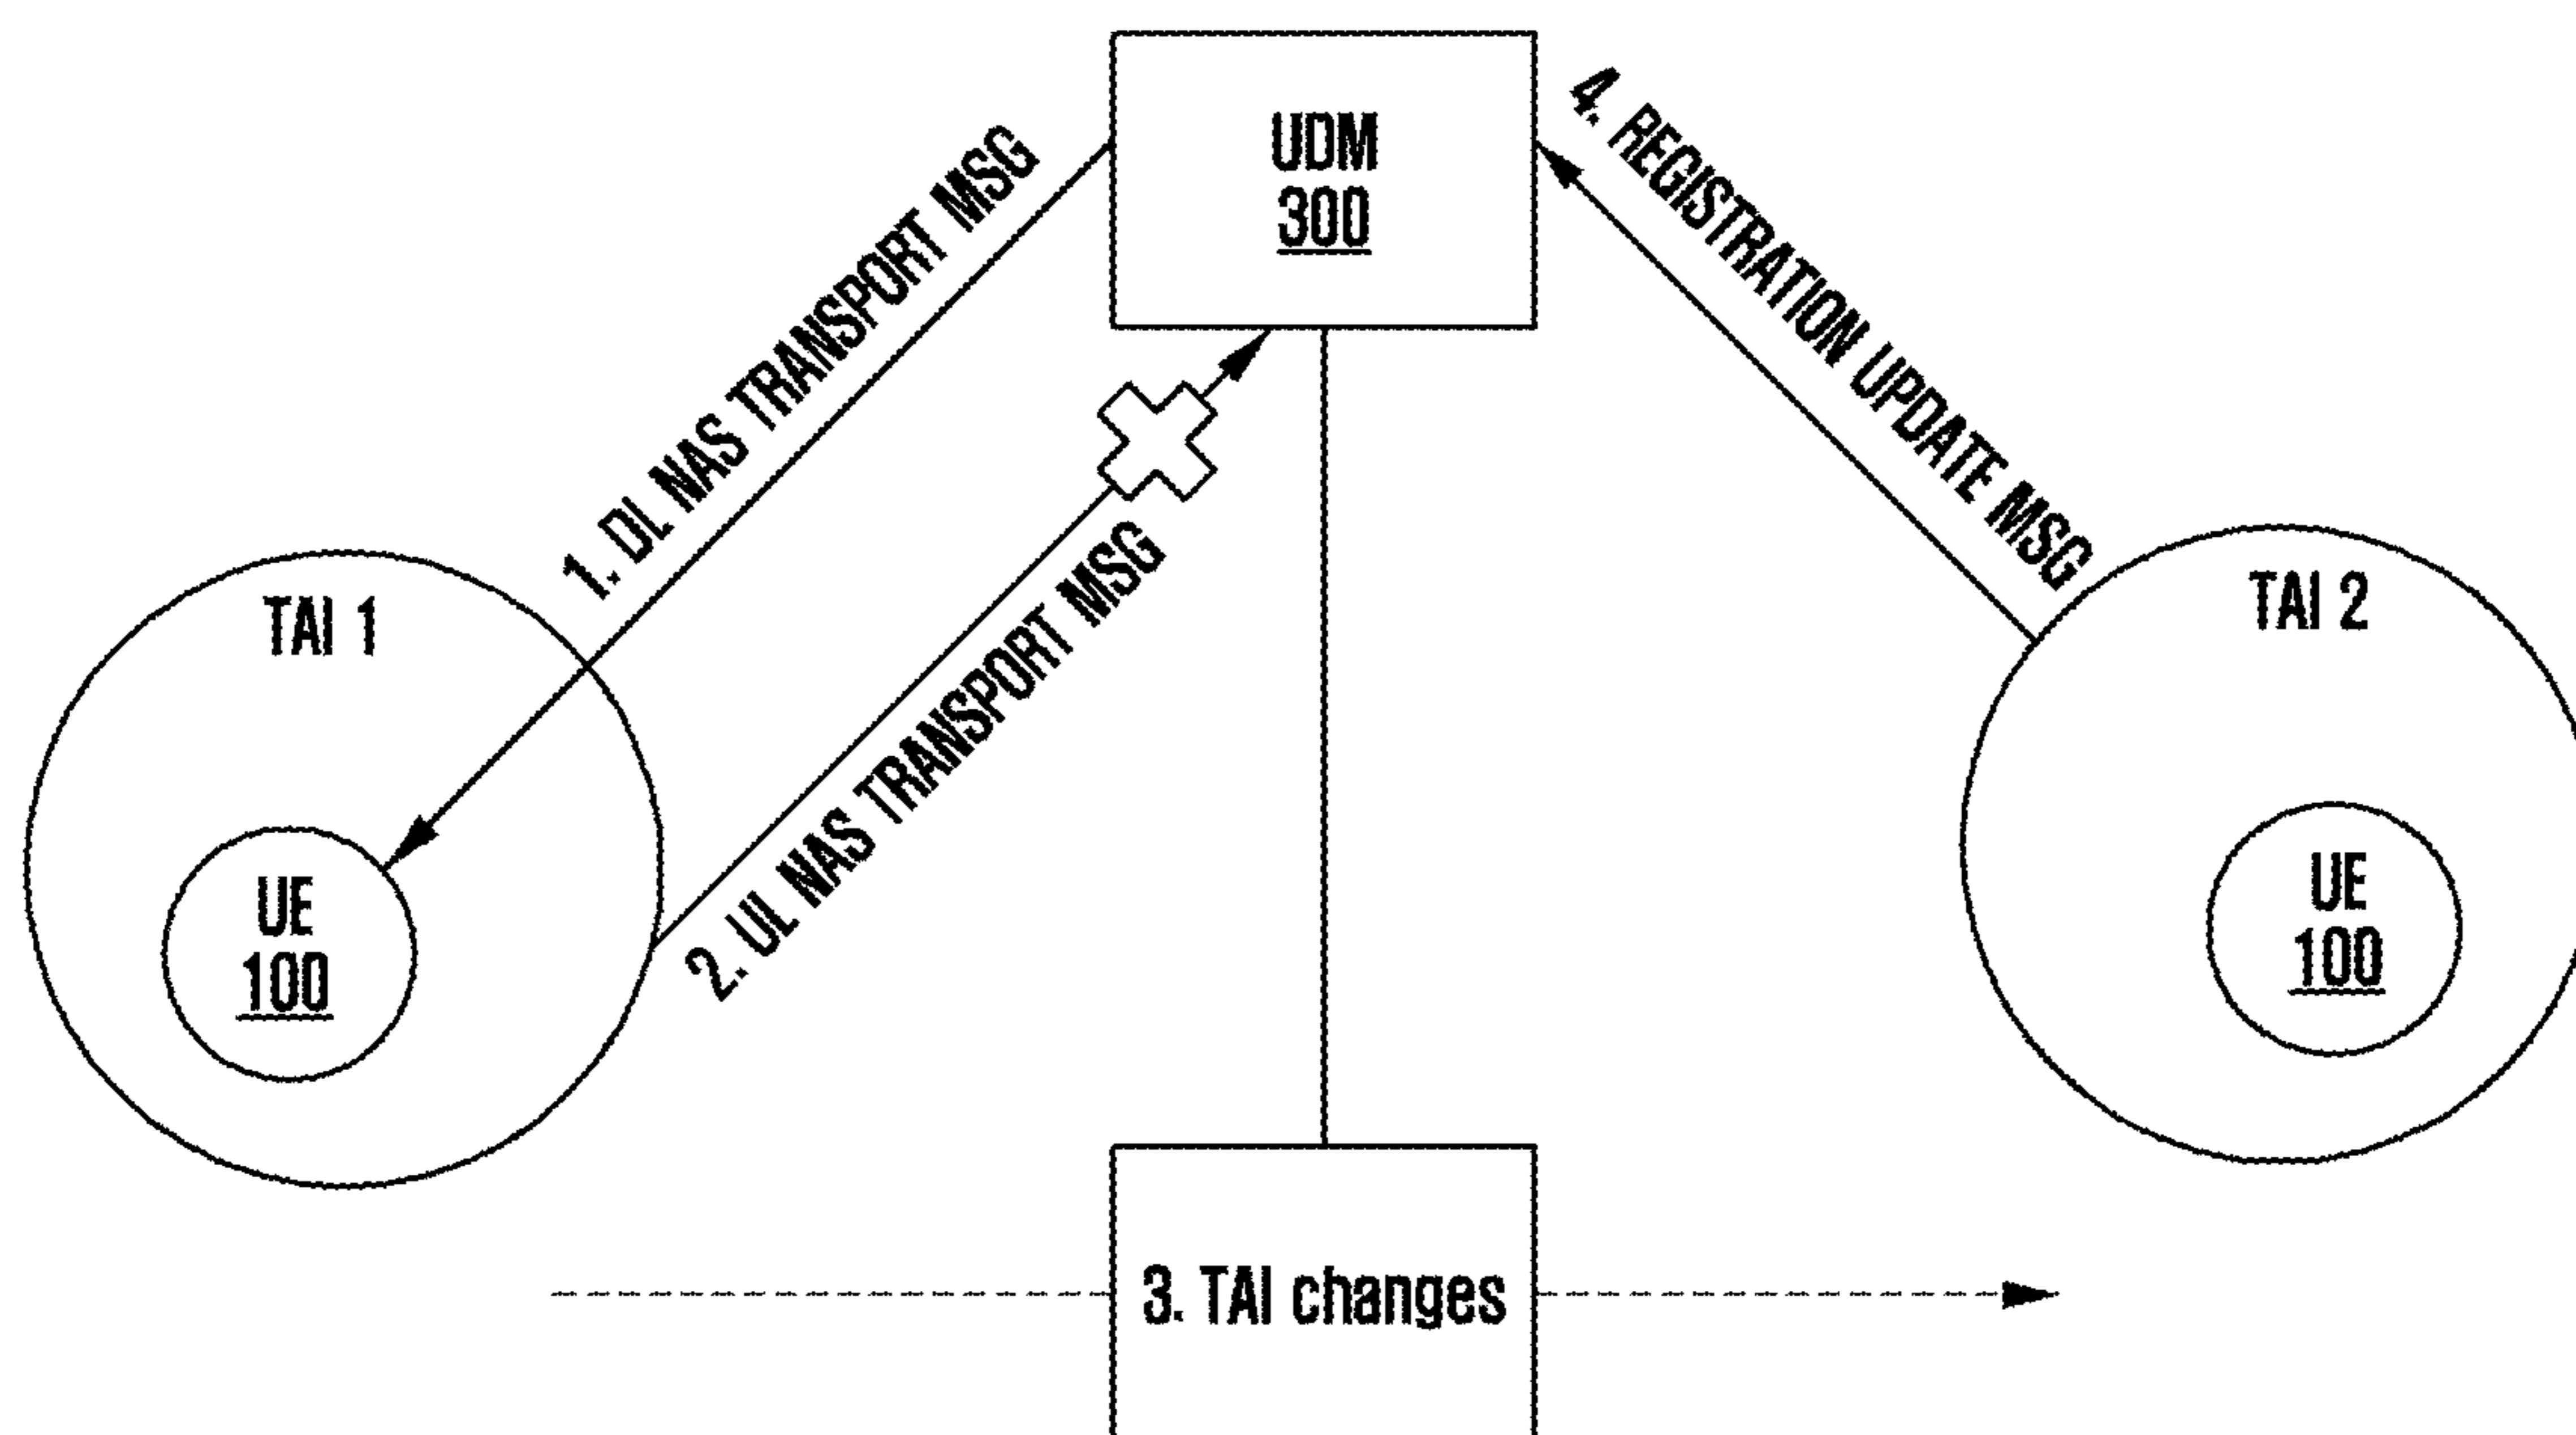 UDM
300
1. DL NAS TRANSPORT MSG
2. UL NAS TRANSPORT MSG
4. REGISTRATION UPDATE MSG
TAI 1
UE
100
TAI 2
UE
100
3. TAI changes